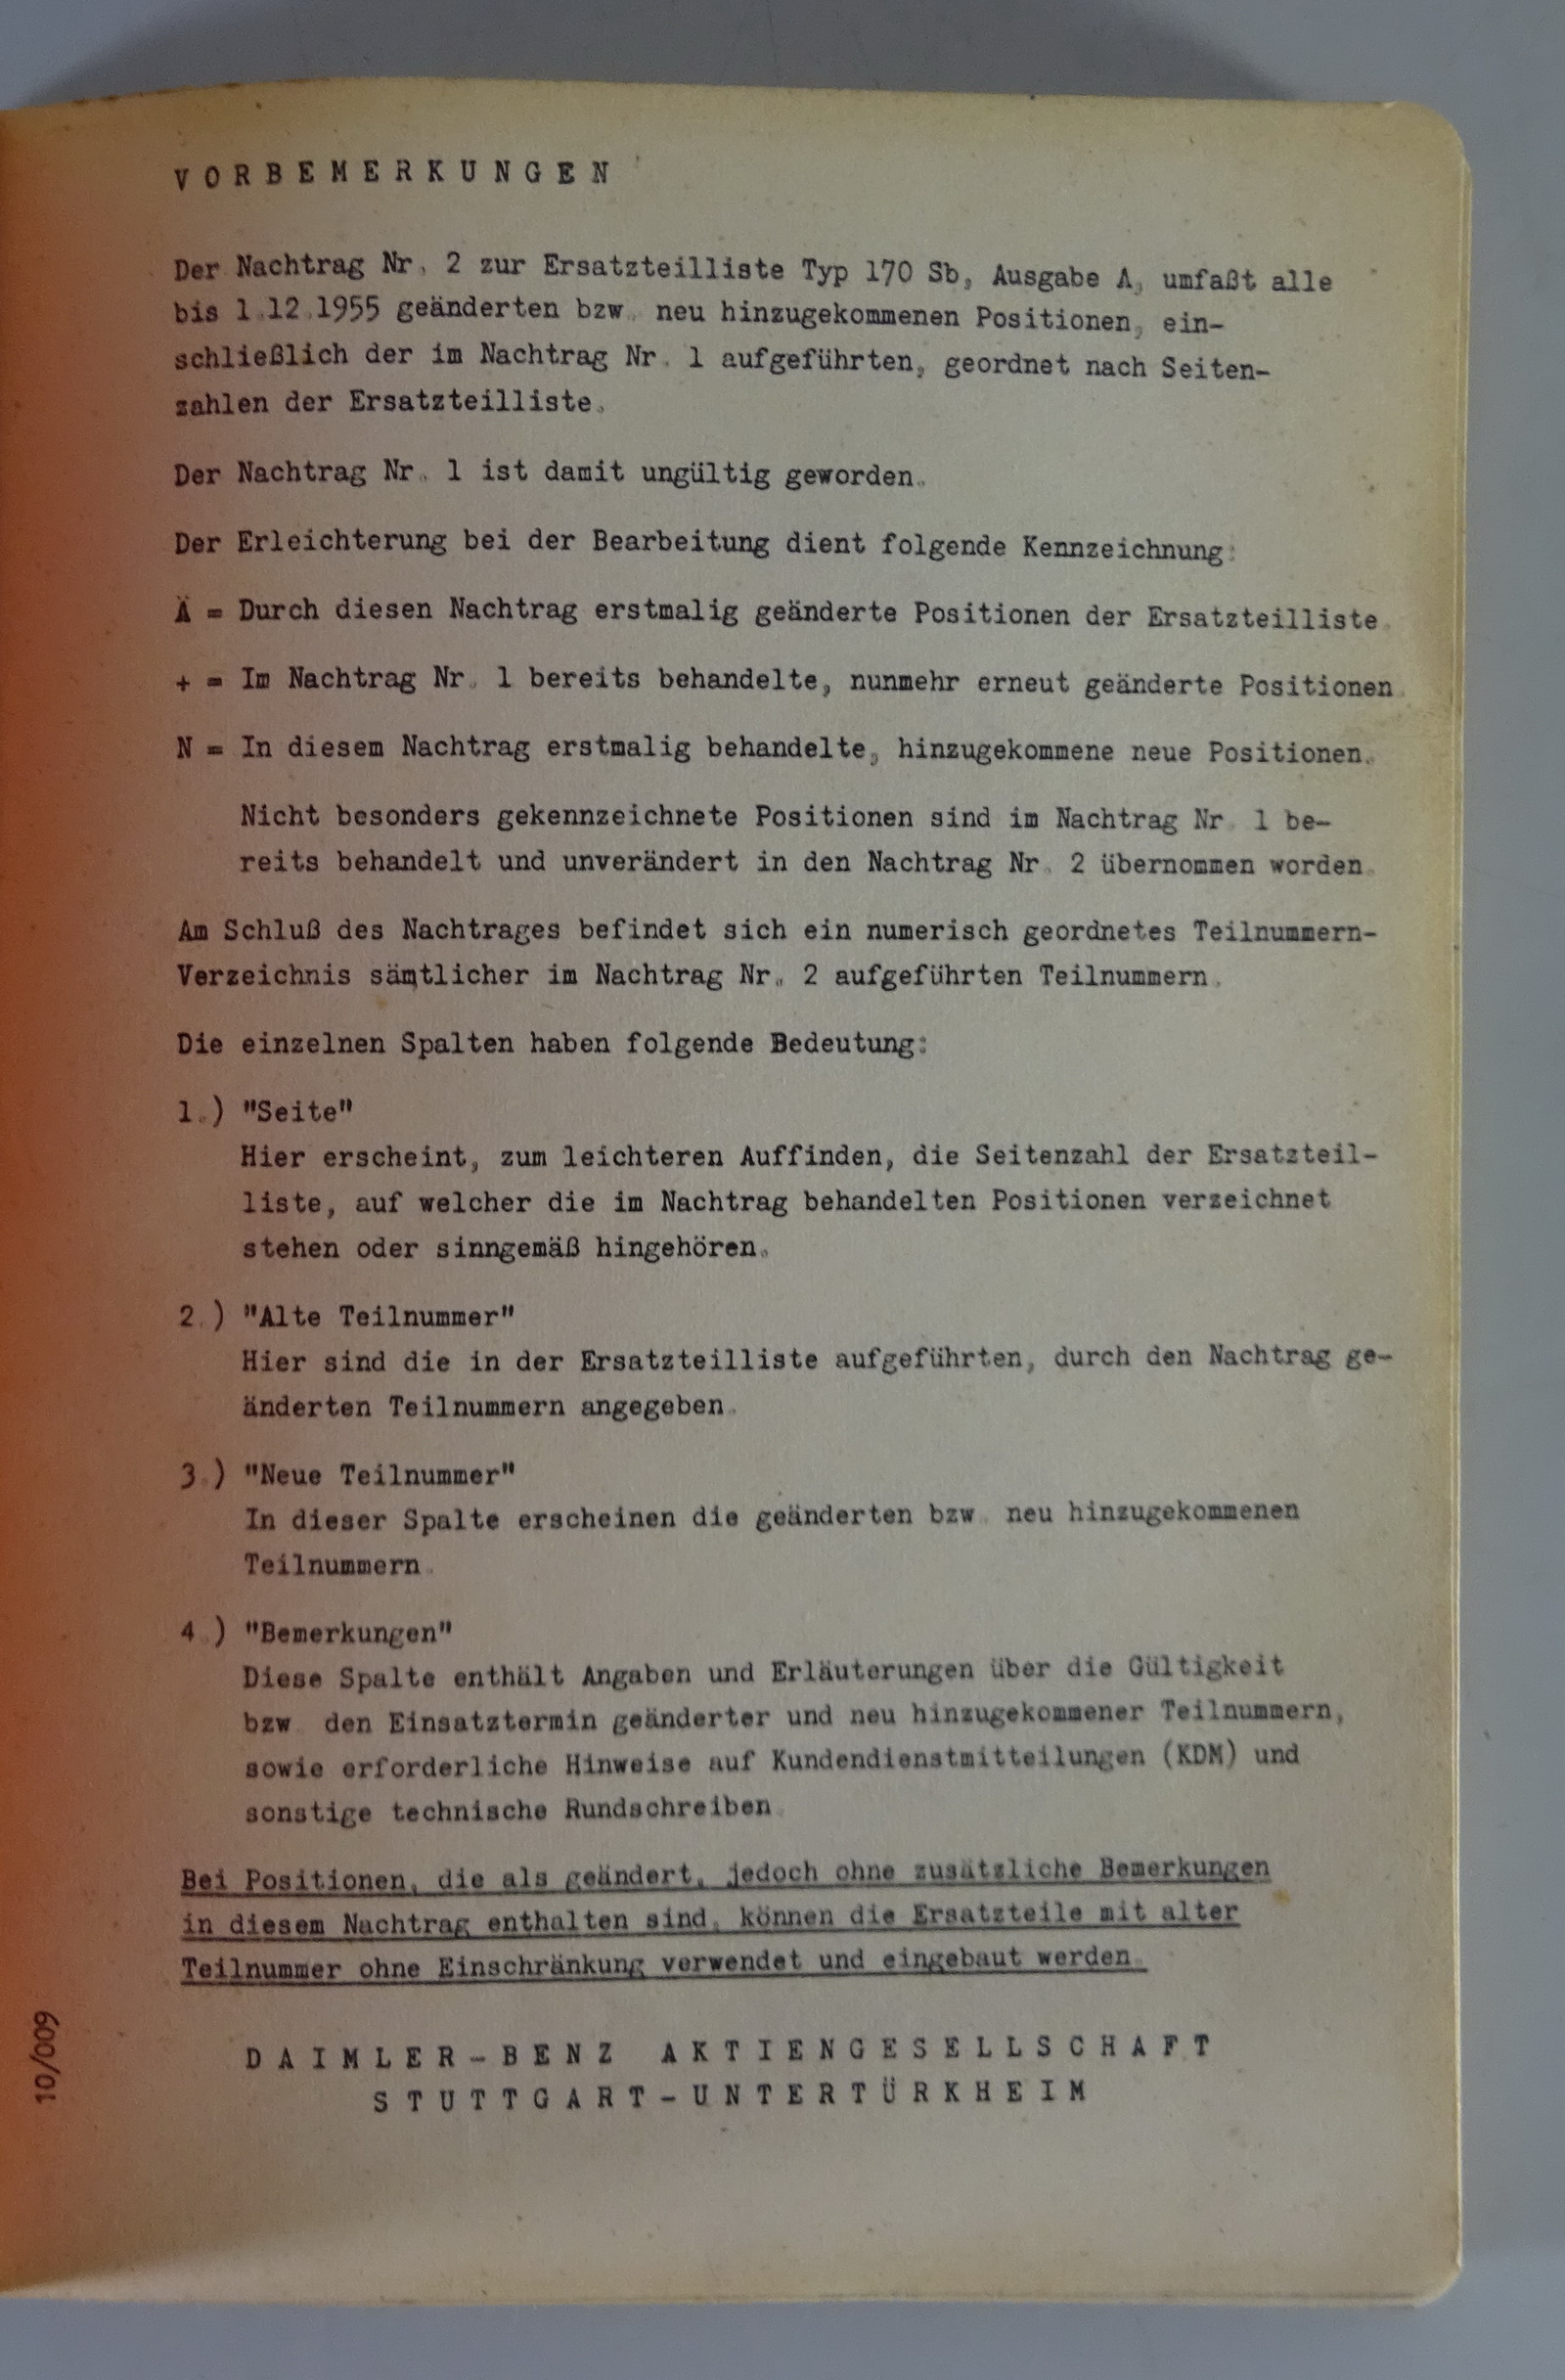 VORBEMERKUNGEN
Der Nachtrag Nr. 2 zur Ersatzteilliste Typ 170 Sb, Ausgabe A, umfaßt alle
bis 1.12.1955 geänderten bzw. neu hinzugekommenen Positionen, ein-
schließlich der im Nachtrag Nr. 1 aufgeführten, geordnet nach Seiten-
zahlen der Ersatzteilliste.
Der Nachtrag Nr. 1 ist damit ungültig geworden.
Der Erleichterung bei der Bearbeitung dient folgende Kennzeichnung:
Ä = Durch diesen Nachtrag erstmalig geänderte Positionen der Ersatzteilliste.
+ = Im Nachtrag Nr. 1 bereits behandelte, nunmehr erneut geänderte Positionen.
N = In diesem Nachtrag erstmalig behandelte, hinzugekommene neue Positionen.
Nicht besonders gekennzeichnete Positionen sind im Nachtrag Nr. 1 be-
reits behandelt und unverändert in den Nachtrag Nr. 2 übernommen worden.
Am Schluß des Nachtrages befindet sich ein numerisch geordnetes Teilnummern-
Verzeichnis sämtlicher im Nachtrag Nr. 2 aufgeführten Teilnummern.
Die einzelnen Spalten haben folgende Bedeutung:
1.) "Seite"
Hier erscheint, zum leichteren Auffinden, die Seitenzahl der Ersatzteil-
liste, auf welcher die im Nachtrag behandelten Positionen verzeichnet
stehen oder sinngemäß hingehören.
2.) "Alte Teilnummer"
Hier sind die in der Ersatzteilliste aufgeführten, durch den Nachtrag ge-
änderten Teilnummern angegeben.
3.) "Neue Teilnummer"
In dieser Spalte erscheinen die geänderten bzw. neu hinzugekommenen
Teilnummern.
4.) "Bemerkungen"
Diese Spalte enthält Angaben und Erläuterungen über die Gültigkeit
bzw. den Einsatztermin geänderter und neu hinzugekommener Teilnummern,
sowie erforderliche Hinweise auf Kundendienstmitteilungen (KDM) und
sonstige technische Rundschreiben.
Bei Positionen, die als geändert, jedoch ohne zusätzliche Bemerkungen
in diesem Nachtrag enthalten sind, können die Ersatzteile mit alter
Teilnummer ohne Einschränkung verwendet und eingebaut werden.
DAIMLER-BENZ AKTIENGESELLSCHAFT
STUTTGART-UNTERTÜRKHEIM
10/009